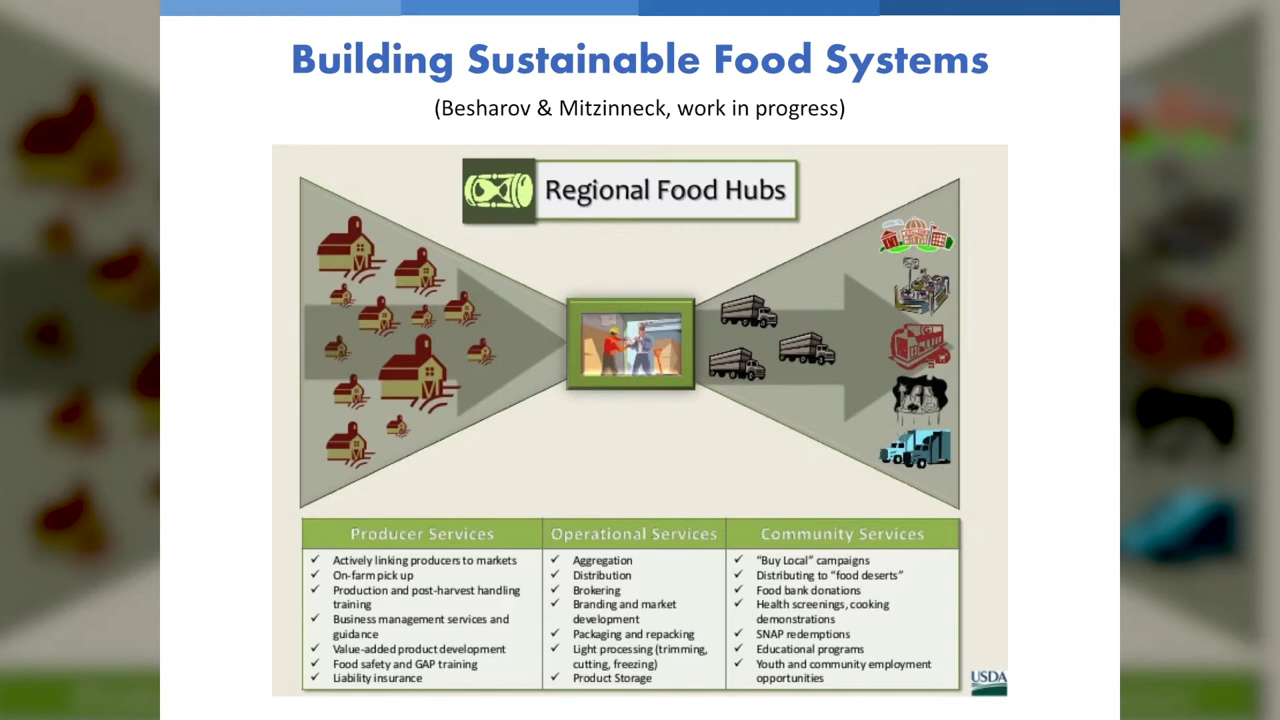 Building Sustainable Food Systems
(Besharov & Mitzinneck, work in progress)
Regional Food Hubs
Producer Services
✓ Actively linking producers to markets
✓ On-farm pick up
✓ Production and post-harvest handling
training
✓ Business management services and
guidance
✓ Value-added product development
✓ Food safety and GAP training
✓ Liability insurance
Operational Services
✓ Aggregation
✓ Distribution
✓ Brokering
✓ Branding and market
development
✓ Packaging and repacking
✓ Light processing (trimming,
cutting, freezing)
✓ Product Storage
Community Services
✓ “Buy Local” campaigns
✓ Distributing to “food deserts”
✓ Food bank donations
✓ Health screenings, cooking
demonstrations
✓ SNAP redemptions
✓ Educational programs
✓ Youth and community employment
opportunities
USDA